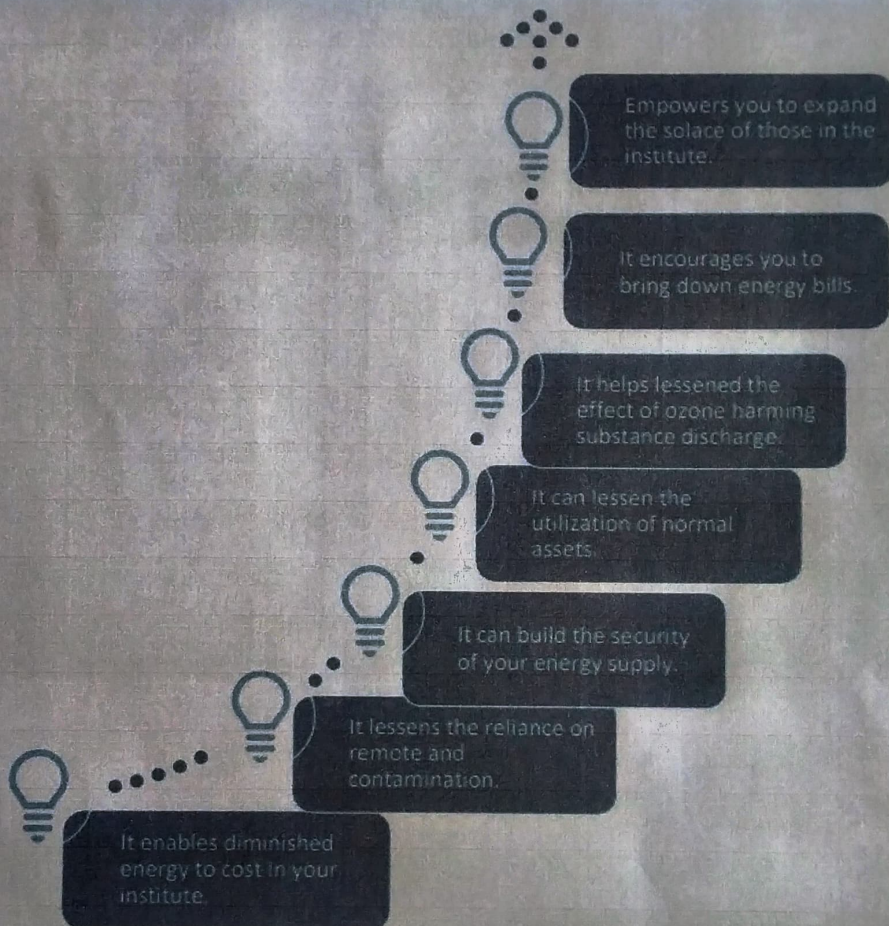 Empowers you to expand
the solace of those in the
institute.
It encourages you to
bring down energy bills.
It helps lessened the
effect of ozone harming
substance discharge.
It can lessen the
utilization of normal
assets.
It can build the security
of your energy supply.
It lessens the reliance on
remote and
contamination.
It enables diminished
energy to cost in your
institute.